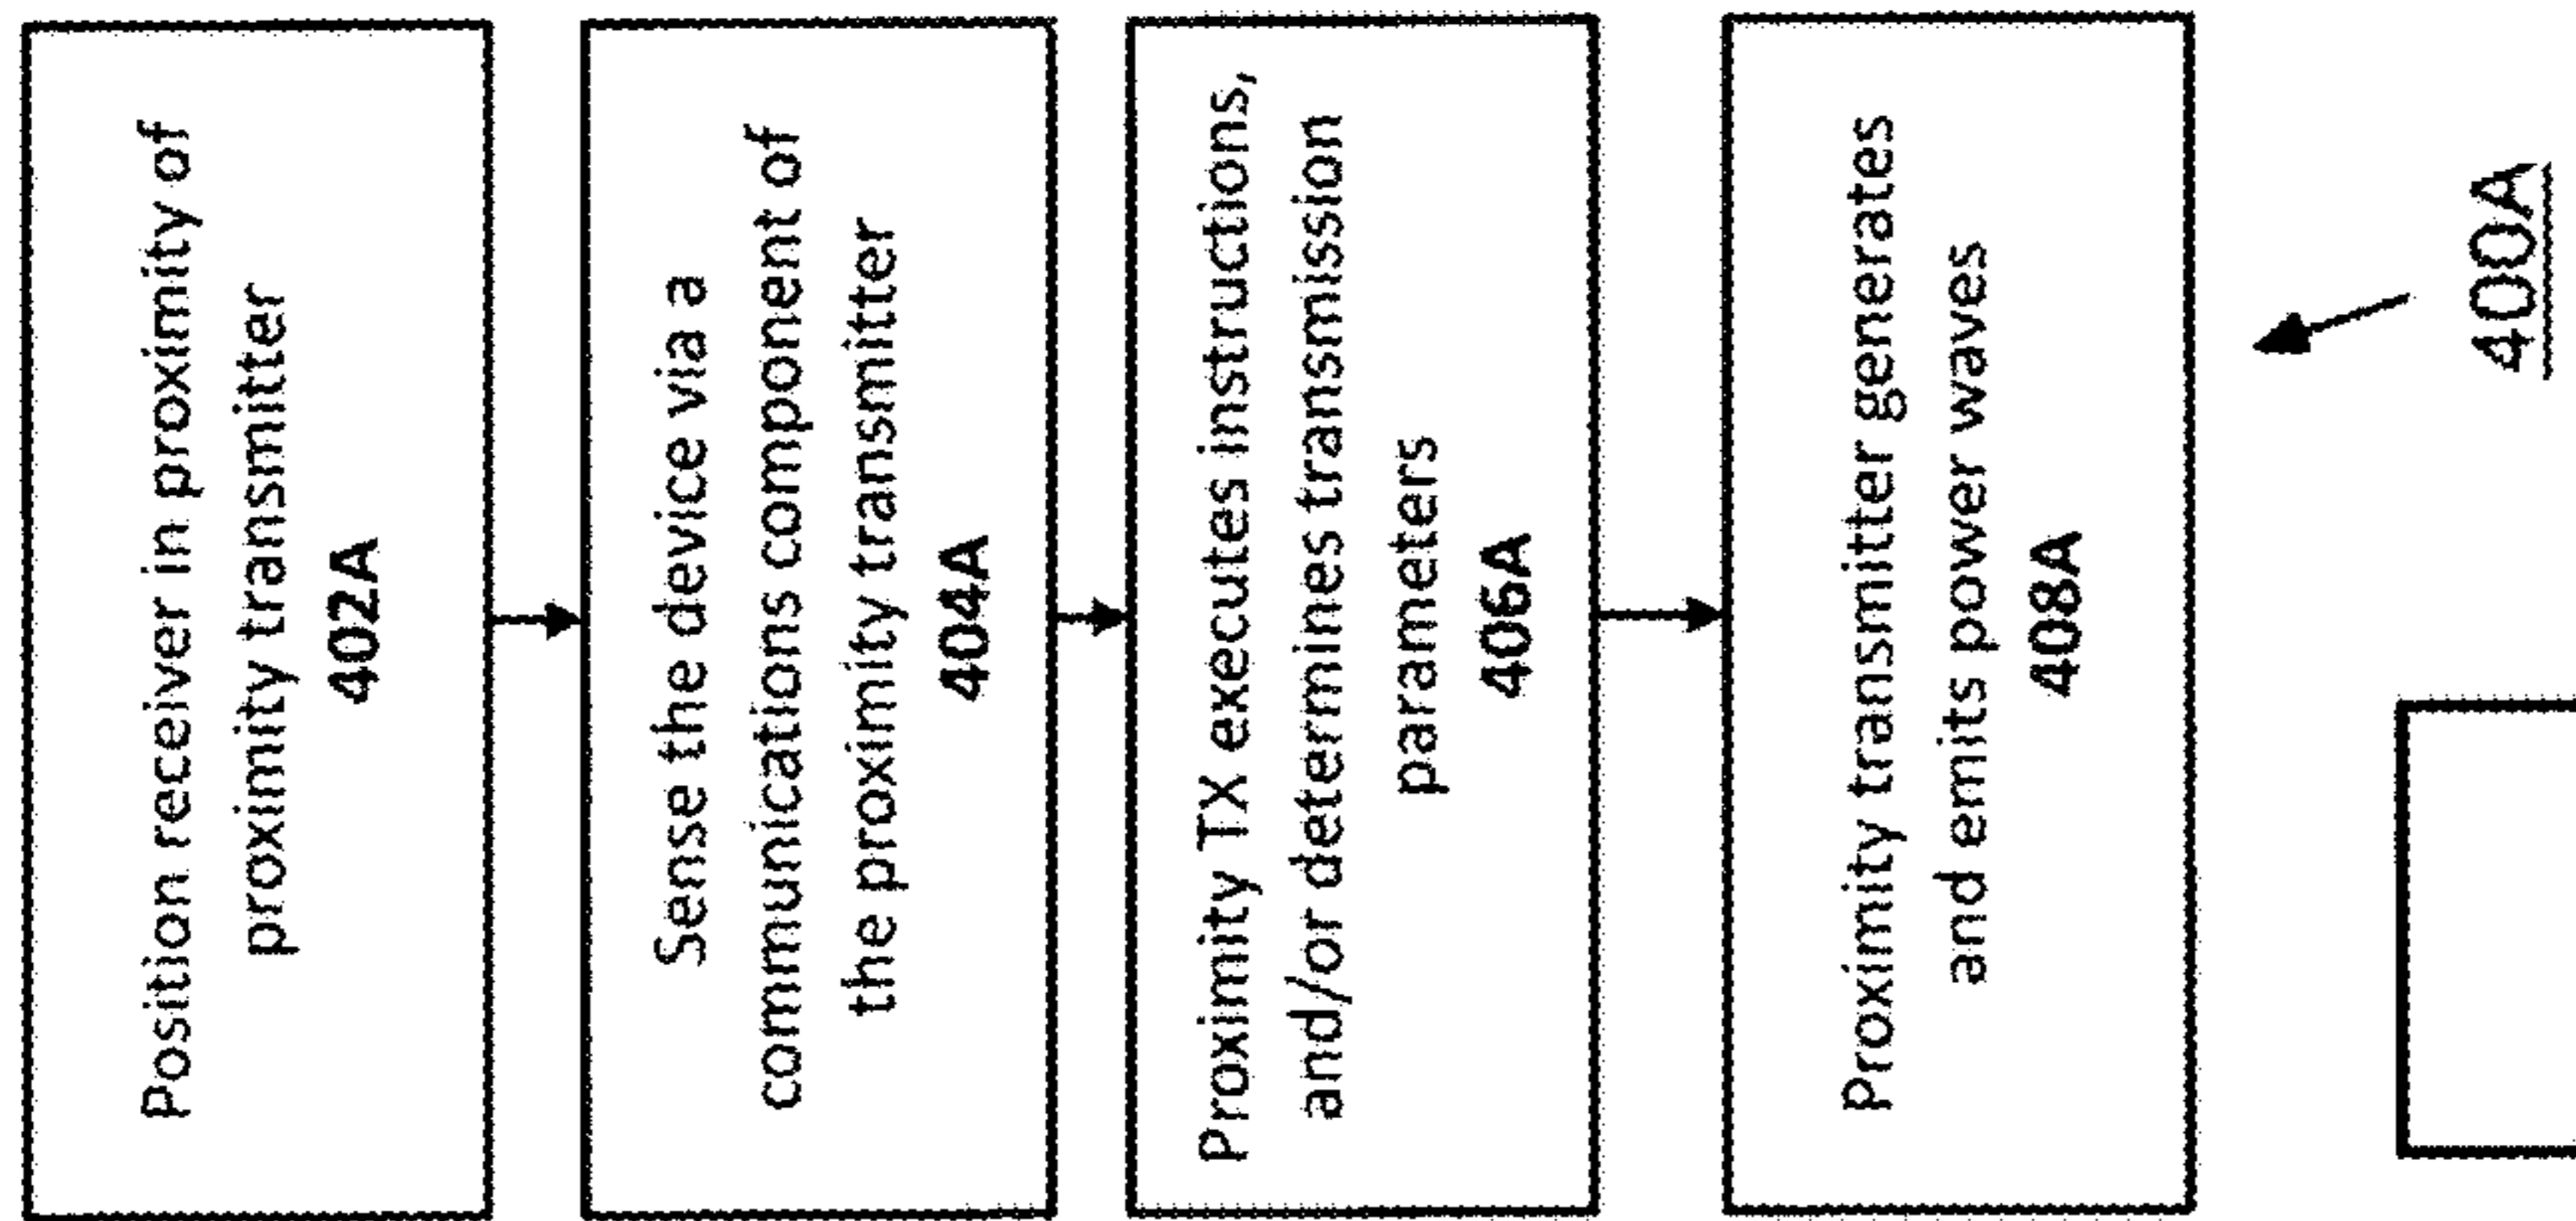 Position receiver in proximity of
proximity transmitter
402A
Sense the device via a
communications component of
the proximity transmitter
404A
Proximity TX executes instructions,
and/or determines transmission
parameters
406A
Proximity transmitter generates
and emits power waves
408A
400A